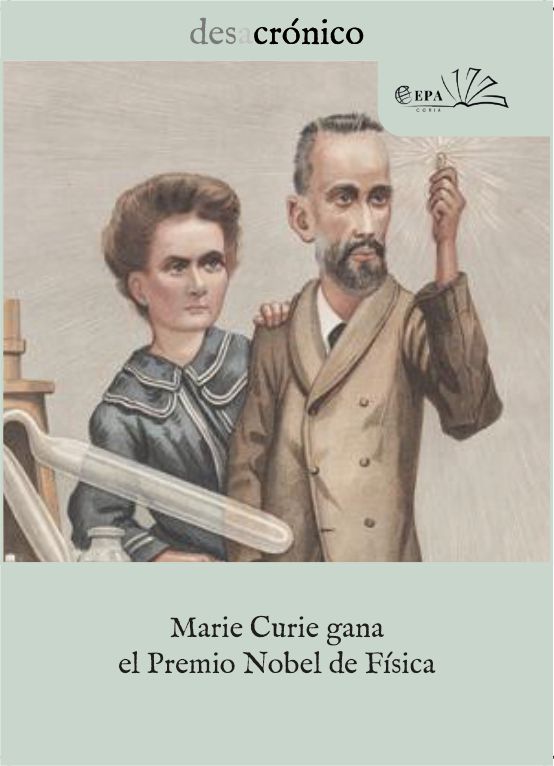 desacrónico
EPA
CORIA
Marie Curie gana
el Premio Nobel de Física